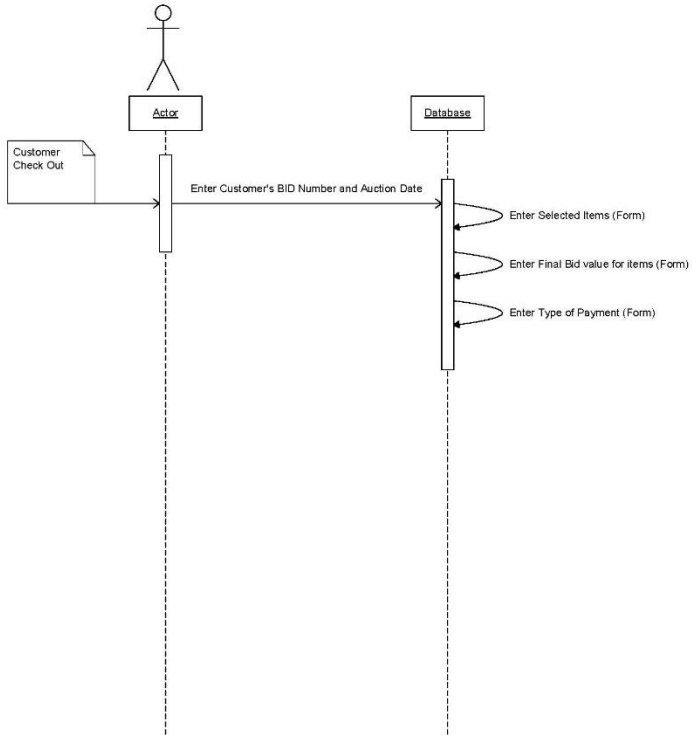 Actor
Database
Customer
Check Out
Enter Customer's BID Number and Auction Date
Enter Selected Items (Form)
Enter Final Bid value for items (Form)
Enter Type of Payment (Form)